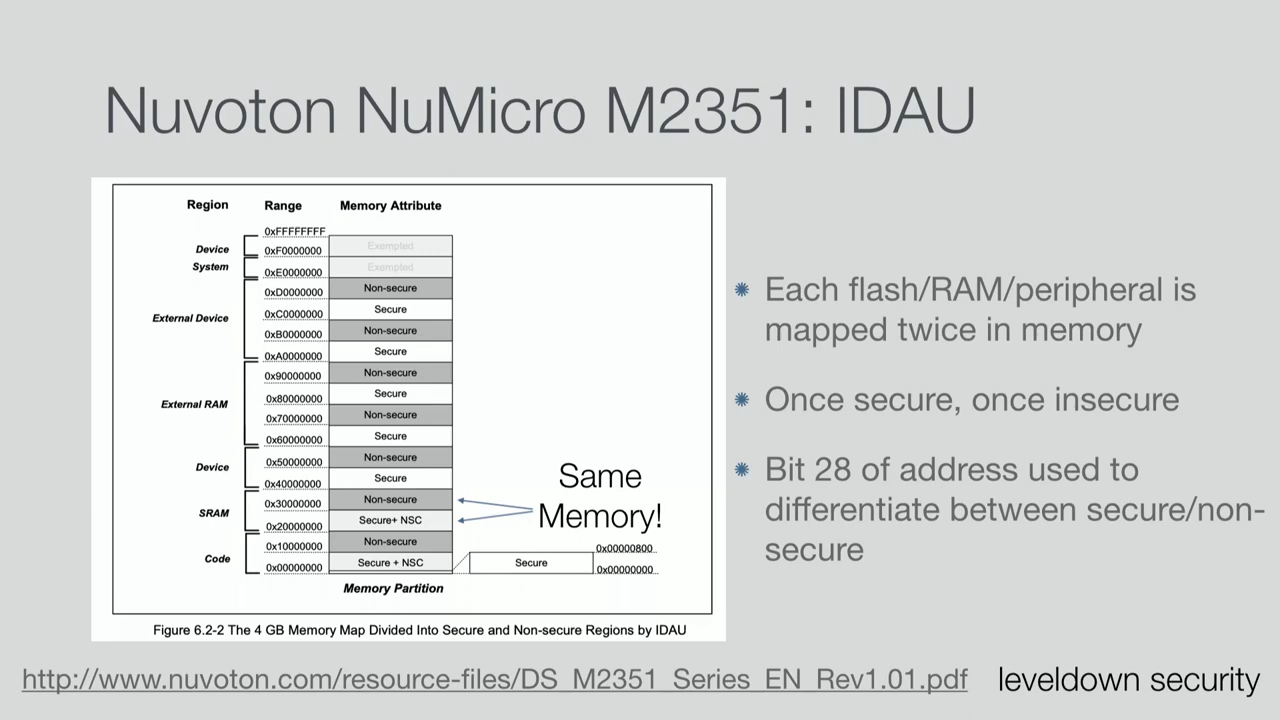 Nuvoton NuMicro M2351: IDAU
Region Range Memory Attribute
0xFFFFFFFF
Device 0xF0000000 Exempted
System 0xE0000000 Exempted
0xD0000000 Non-secure
External Device 0xC0000000 Secure
0xB0000000 Non-secure
0xA0000000 Secure
0x90000000 Non-secure
External RAM 0x80000000 Secure
0x70000000 Non-secure
0x60000000 Secure
Device 0x50000000 Non-secure
0x40000000 Secure
SRAM 0x30000000 Non-secure
0x20000000 Secure+ NSC
Code 0x10000000 Non-secure
0x00000000 Secure + NSC
Same
Memory!
0x00000800
Secure
0x00000000
Memory Partition
Figure 6.2-2 The 4 GB Memory Map Divided Into Secure and Non-secure Regions by IDAU
Each flash/RAM/peripheral is
mapped twice in memory
Once secure, once insecure
Bit 28 of address used to
differentiate between secure/non-
secure
http://www.nuvoton.com/resource-files/DS_M2351_Series_EN_Rev1.01.pdf
leveldown security